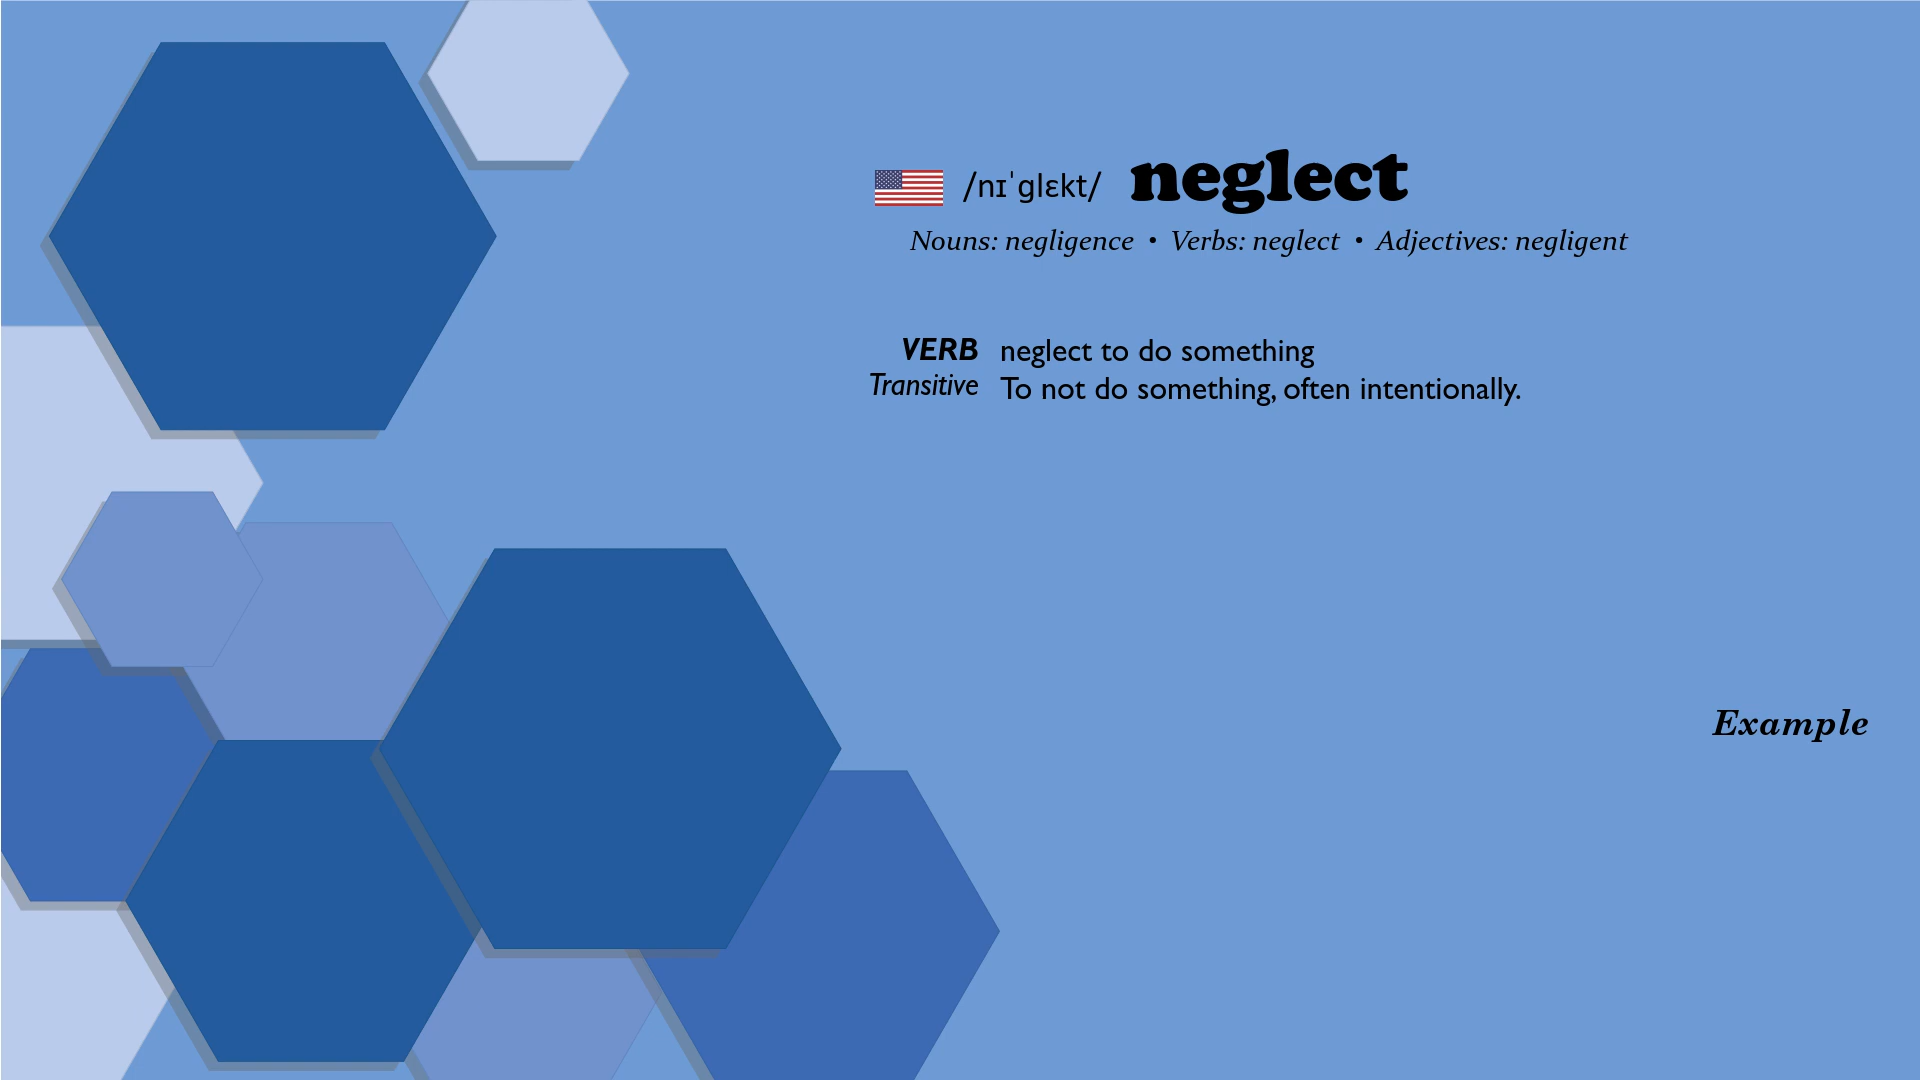 /nɪˈɡlɛkt/ neglect
Nouns: negligence • Verbs: neglect • Adjectives: negligent
VERB neglect to do something
Transitive To not do something, often intentionally.
Example